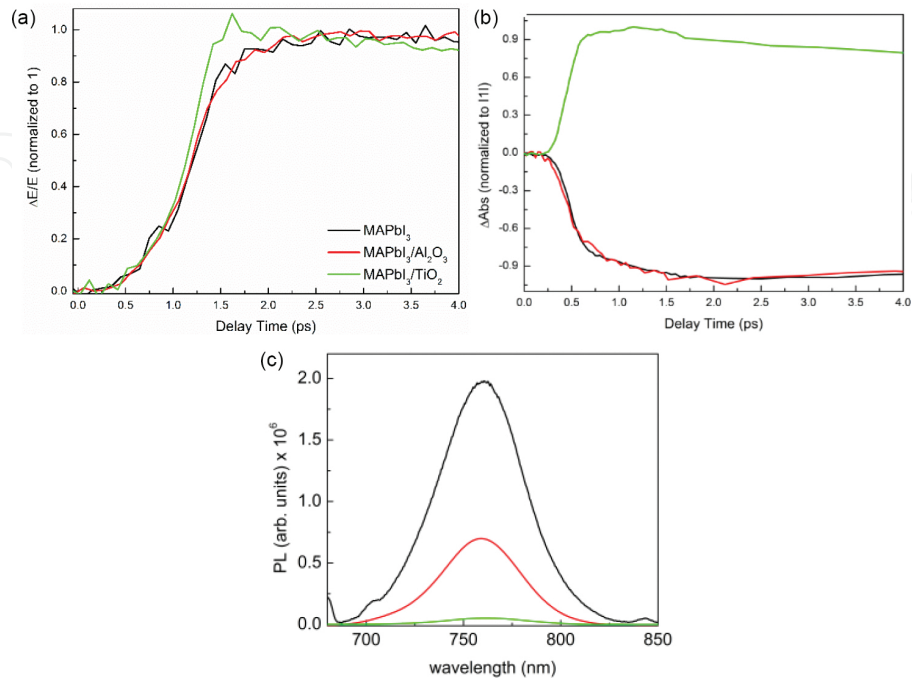 (a)
1.0
0.8
0.6
0.4
0.2
0.0
ΔE/E (normalized to 1)
MAPbI₃
MAPbI₃/Al₂O₃
MAPbI₃/TiO₂
0.0 0.5 1.0 1.5 2.0 2.5 3.0 3.5 4.0
Delay Time (ps)
(b)
0.9
0.6
0.3
0.0
-0.3
-0.6
-0.9
ΔAbs (normalized to I1I)
0.0 0.5 1.0 1.5 2.0 2.5 3.0 3.5 4.0
Delay Time (ps)
(c)
2.0
1.5
1.0
0.5
0.0
PL (arb. units) x 10⁶
700 750 800 850
wavelength (nm)